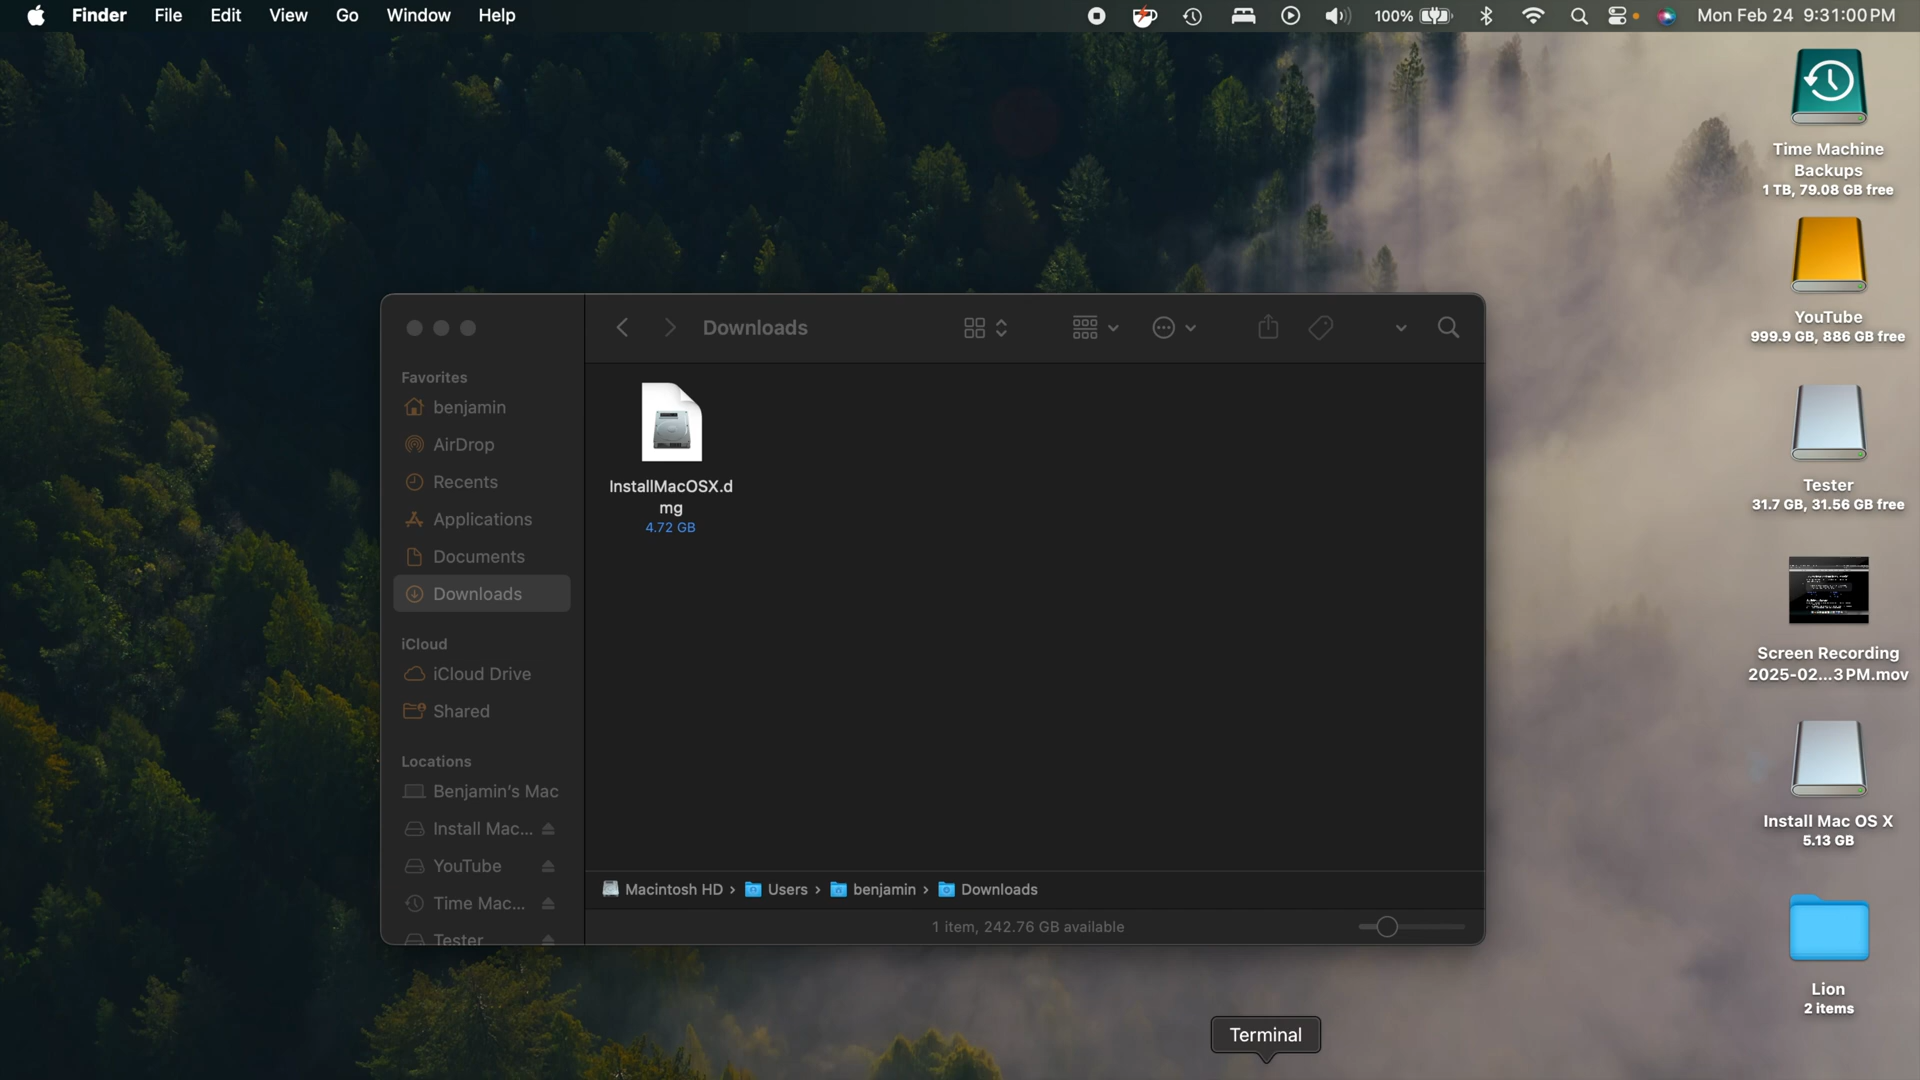 Finder File Edit View Go Window Help 100% Mon Feb 24 9:31:00 PM
Time Machine
Backups
1 TB, 79.08 GB free
YouTube
999.9 GB, 886 GB free
Tester
31.7 GB, 31.56 GB free
Screen Recording
2025-02...3 PM.mov
Install Mac OS X
5.13 GB
Lion
2 items
Downloads
Favorites
benjamin
AirDrop
Recents
Applications
Documents
Downloads
iCloud
iCloud Drive
Shared
Locations
Benjamin's Mac
Install Mac...
YouTube
Time Mac...
Tester
InstallMacOSX.d
mg
4.72 GB
Macintosh HD › Users › benjamin › Downloads
1 item, 242.76 GB available
Terminal